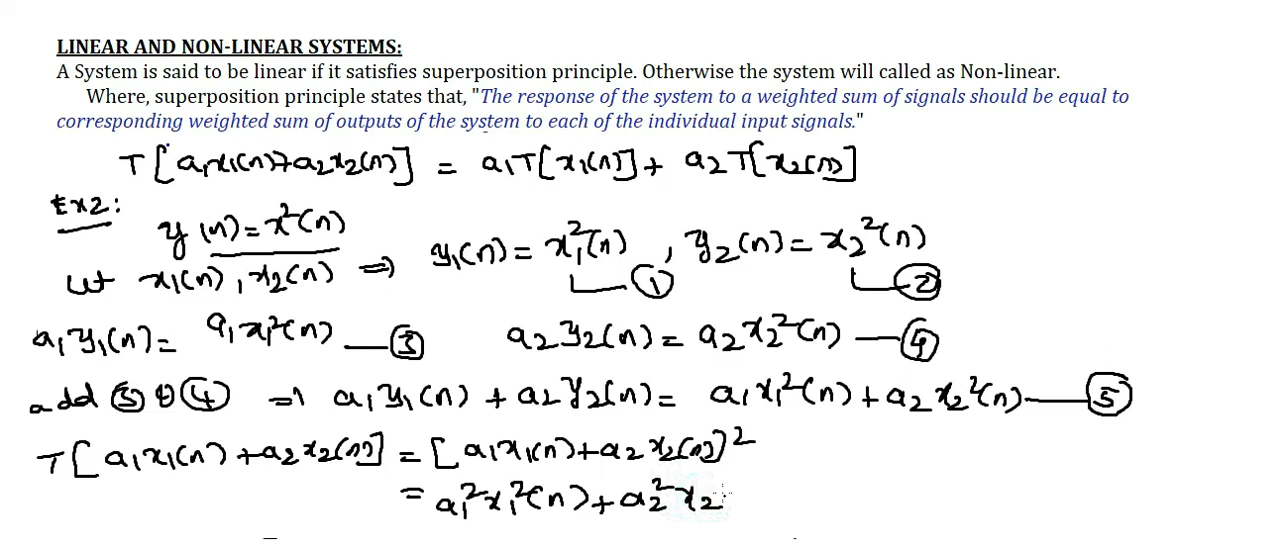 LINEAR AND NON-LINEAR SYSTEMS:
A System is said to be linear if it satisfies superposition principle. Otherwise the system will called as Non-linear.
Where, superposition principle states that, "The response of the system to a weighted sum of signals should be equal to
corresponding weighted sum of outputs of the system to each of the individual input signals."
T[a₁x₁(n)+a₂x₂(n)] = a₁T[x₁(n)] + a₂T[x₂(n)]
Ex2:
y(n)=x²(n)
Let x₁(n), x₂(n) ⇒ y₁(n) = x₁²(n) ①, y₂(n) = x₂²(n) ②
a₁y₁(n) = a₁x₁²(n) — ③ a₂y₂(n) = a₂x₂²(n) — ④
add ③ & ④ ⇒ a₁y₁(n) + a₂y₂(n) = a₁x₁²(n) + a₂x₂²(n) — ⑤
T[a₁x₁(n) + a₂x₂(n)] = [a₁x₁(n) + a₂x₂(n)]²
= a₁²x₁²(n) + a₂²x₂